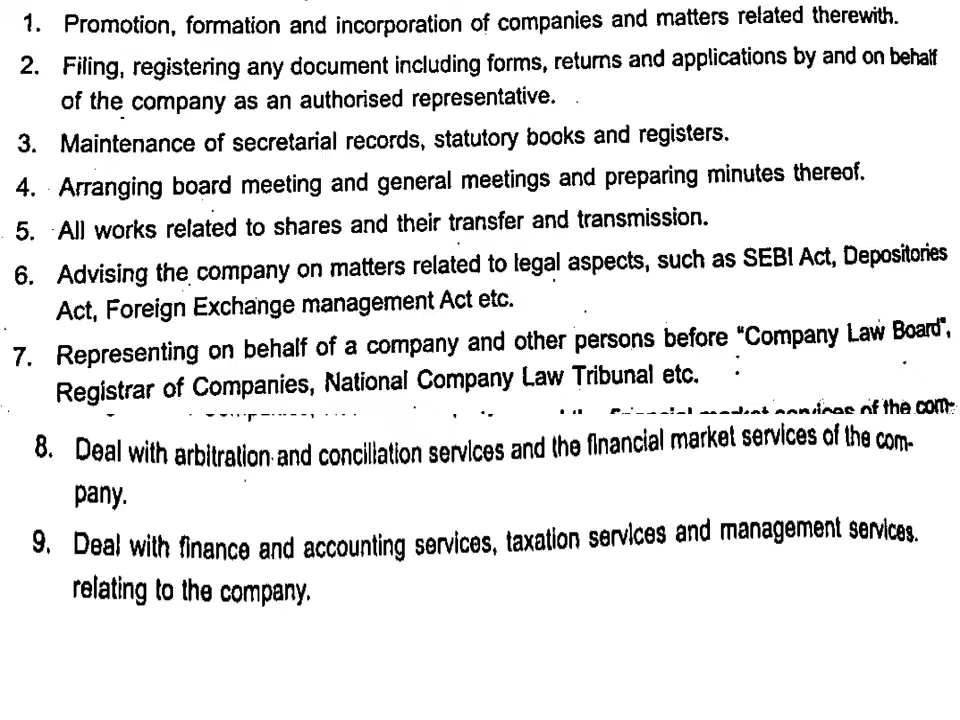 1. Promotion, formation and incorporation of companies and matters related therewith.
2. Filing, registering any document including forms, returns and applications by and on behalf
of the company as an authorised representative.
3. Maintenance of secretarial records, statutory books and registers.
4. Arranging board meeting and general meetings and preparing minutes thereof.
5. All works related to shares and their transfer and transmission.
6. Advising the company on matters related to legal aspects, such as SEBI Act, Depositories
Act, Foreign Exchange management Act etc.
7. Representing on behalf of a company and other persons before "Company Law Board",
Registrar of Companies, National Company Law Tribunal etc.
financial market services of the com-
8. Deal with arbitration and conciliation services and the financial market services of the com-
pany.
9. Deal with finance and accounting services, taxation services and management services.
relating to the company.